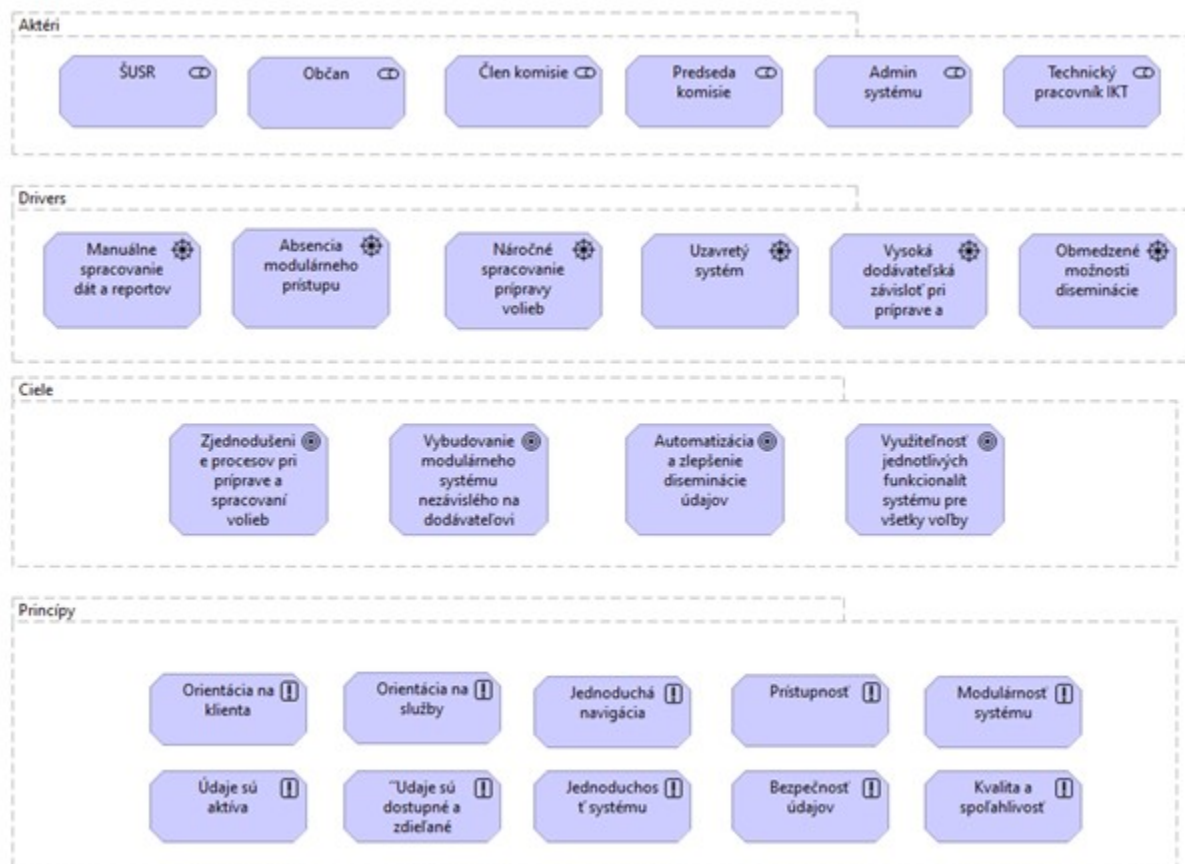 Aktéri
ŠUSR
Občan
Člen komisie
Predseda
komisie
Admin
systému
Technický
pracovník IKT
Drivers
Manuálne
spracovanie
dát a reportov
Absencia
modulárneho
prístupu
Náročné
spracovanie
prípravy
volieb
Uzavretý
systém
Vysoká
dodávateľská
závisloť pri
príprave a
Obmedzené
možnosti
diseminácie
Ciele
Zjednodušeni
e procesov pri
príprave a
spracovaní
volieb
Vybudovanie
modulárneho
systému
nezávislého na
dodávateľovi
Automatizácia
a zlepšenie
diseminácie
údajov
Využiteľnosť
jednotlivých
funkcionalít
systému pre
všetky voľby
Princípy
Orientácia na
klienta
Orientácia na
služby
Jednoduchá
navigácia
Prístupnosť
Modulárnosť
systému
Údaje sú
aktíva
˝Udaje sú
dostupné a
zdieľané
Jednoduchos
ť systému
Bezpečnosť
údajov
Kvalita a
spoľahlivosť